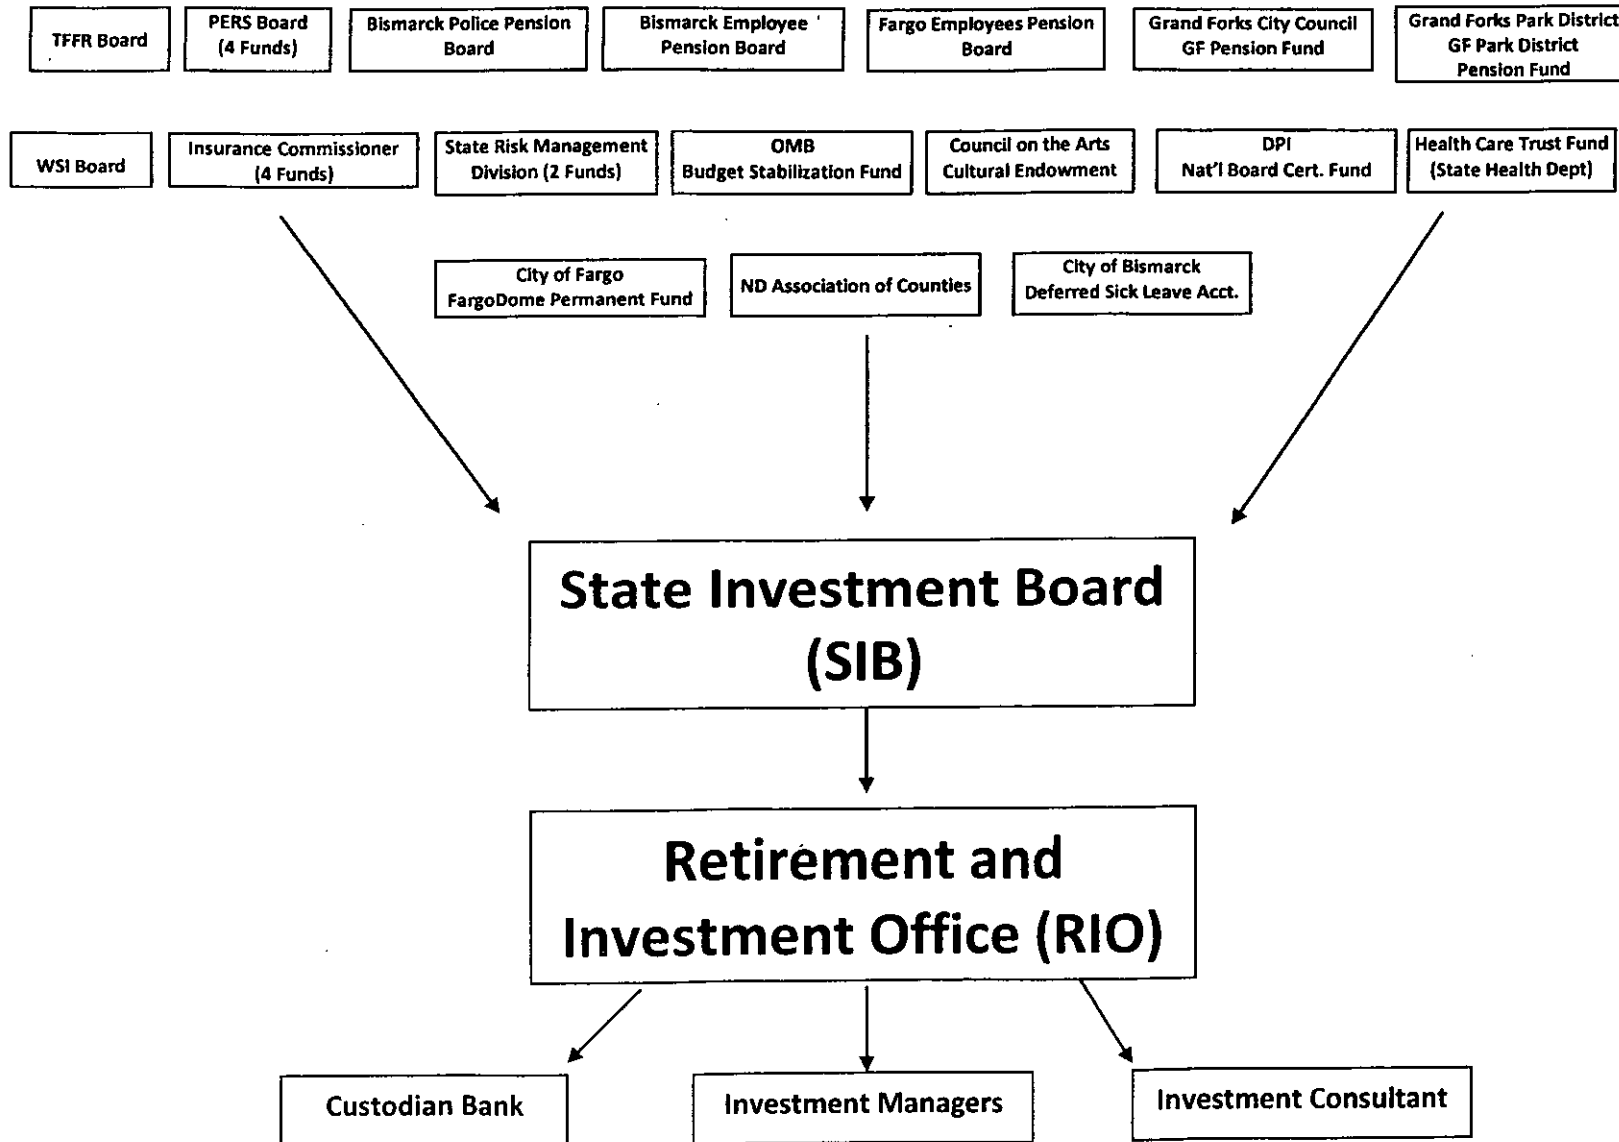 TFFR Board
PERS Board
(4 Funds)
Bismarck Police Pension
Board
Bismarck Employee
Pension Board
Fargo Employees Pension
Board
Grand Forks City Council
GF Pension Fund
Grand Forks Park District
GF Park District
Pension Fund
WSI Board
Insurance Commissioner
(4 Funds)
State Risk Management
Division (2 Funds)
OMB
Budget Stabilization Fund
Council on the Arts
Cultural Endowment
DPI
Nat'l Board Cert. Fund
Health Care Trust Fund
(State Health Dept)
City of Fargo
FargoDome Permanent Fund
ND Association of Counties
City of Bismarck
Deferred Sick Leave Acct.
State Investment Board
(SIB)
Retirement and
Investment Office (RIO)
Custodian Bank
Investment Managers
Investment Consultant